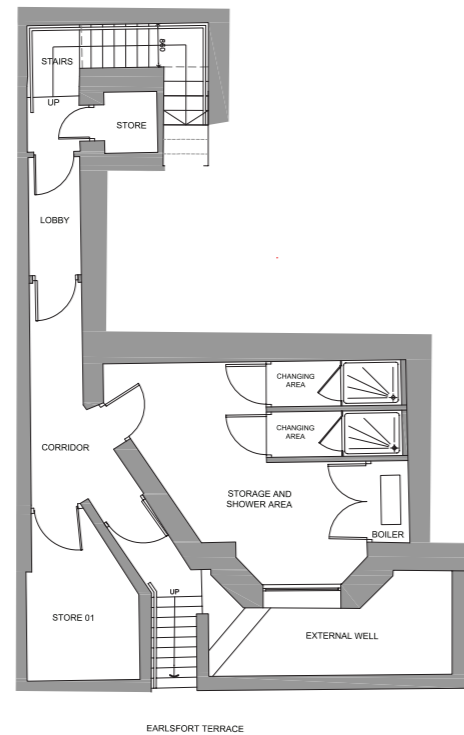 STAIRS
840
UP
STORE
LOBBY
CHANGING
AREA
CHANGING
AREA
CORRIDOR
STORAGE AND
SHOWER AREA
BOILER
UP
STORE 01
EXTERNAL WELL
EARLSFORT TERRACE